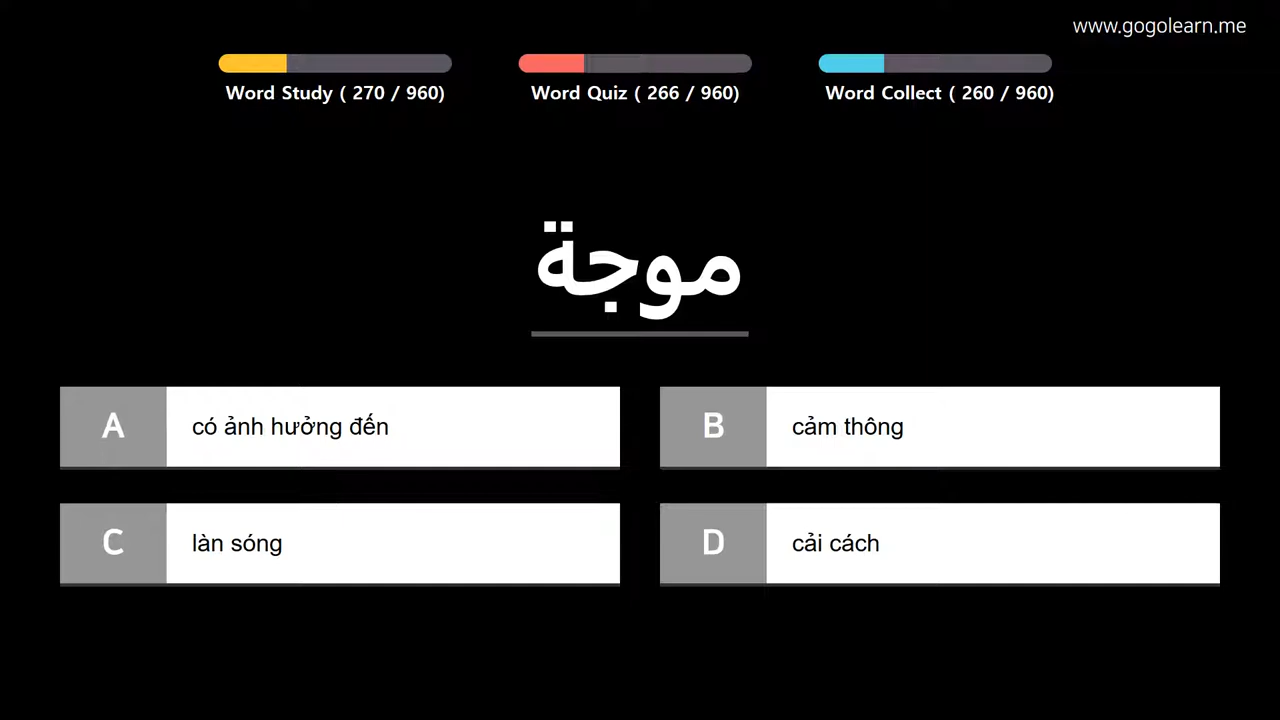 www.gogolearn.me
Word Study ( 270 / 960)
Word Quiz ( 266 / 960)
Word Collect ( 260 / 960)
موجة
A
có ảnh hưởng đến
B
cảm thông
C
làn sóng
D
cải cách